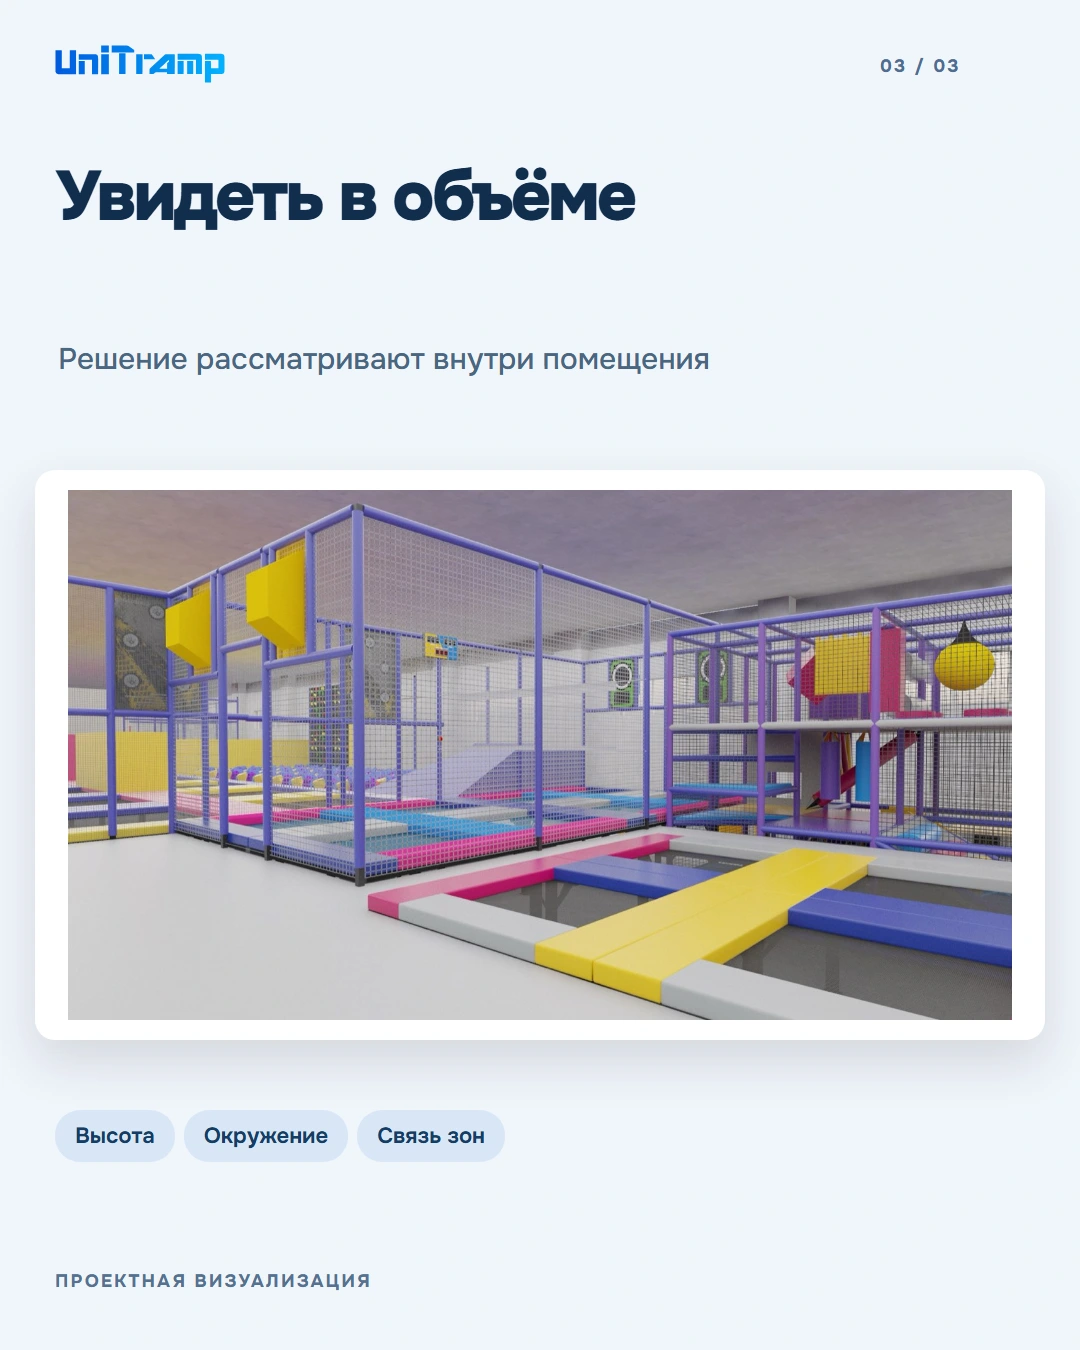 UniTramp
03 / 03
Увидеть в объёме
Решение рассматривают внутри помещения
Высота
Окружение
Связь зон
ПРОЕКТНАЯ ВИЗУАЛИЗАЦИЯ